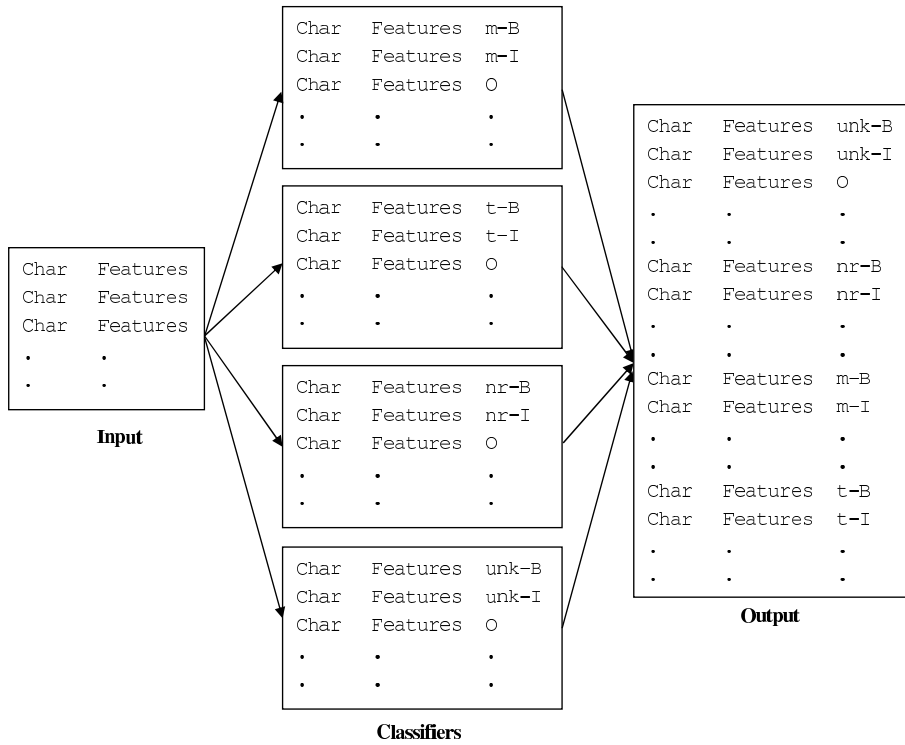 Char Features
Char Features
Char Features
. .
. .
Input
Char Features m-B
Char Features m-I
Char Features O
. . .
. . .
Char Features t-B
Char Features t-I
Char Features O
. . .
. . .
Char Features nr-B
Char Features nr-I
Char Features O
. . .
. . .
Char Features unk-B
Char Features unk-I
Char Features O
. . .
. . .
Classifiers
Char Features unk-B
Char Features unk-I
Char Features O
. . .
. . .
Char Features nr-B
Char Features nr-I
. . .
. . .
Char Features m-B
Char Features m-I
. . .
. . .
Char Features t-B
Char Features t-I
. . .
. . .
Output